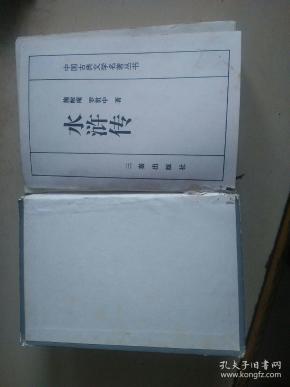 中国古典文学名著丛书
施耐庵 罗贯中 著
水浒传
三秦出版社
孔夫子旧书网
www.kongfz.com